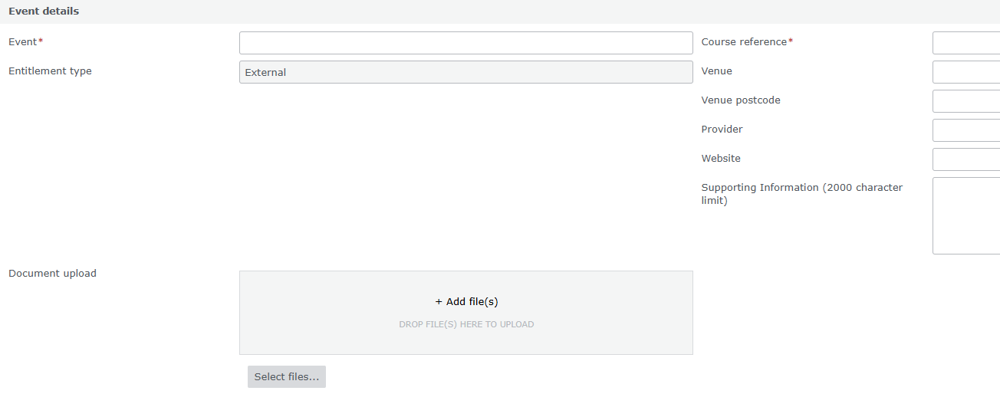 Event details
Event*
Course reference*
Entitlement type
External
Venue
Venue postcode
Provider
Website
Supporting Information (2000 character
limit)
Document upload
+ Add file(s)
DROP FILE(S) HERE TO UPLOAD
Select files...